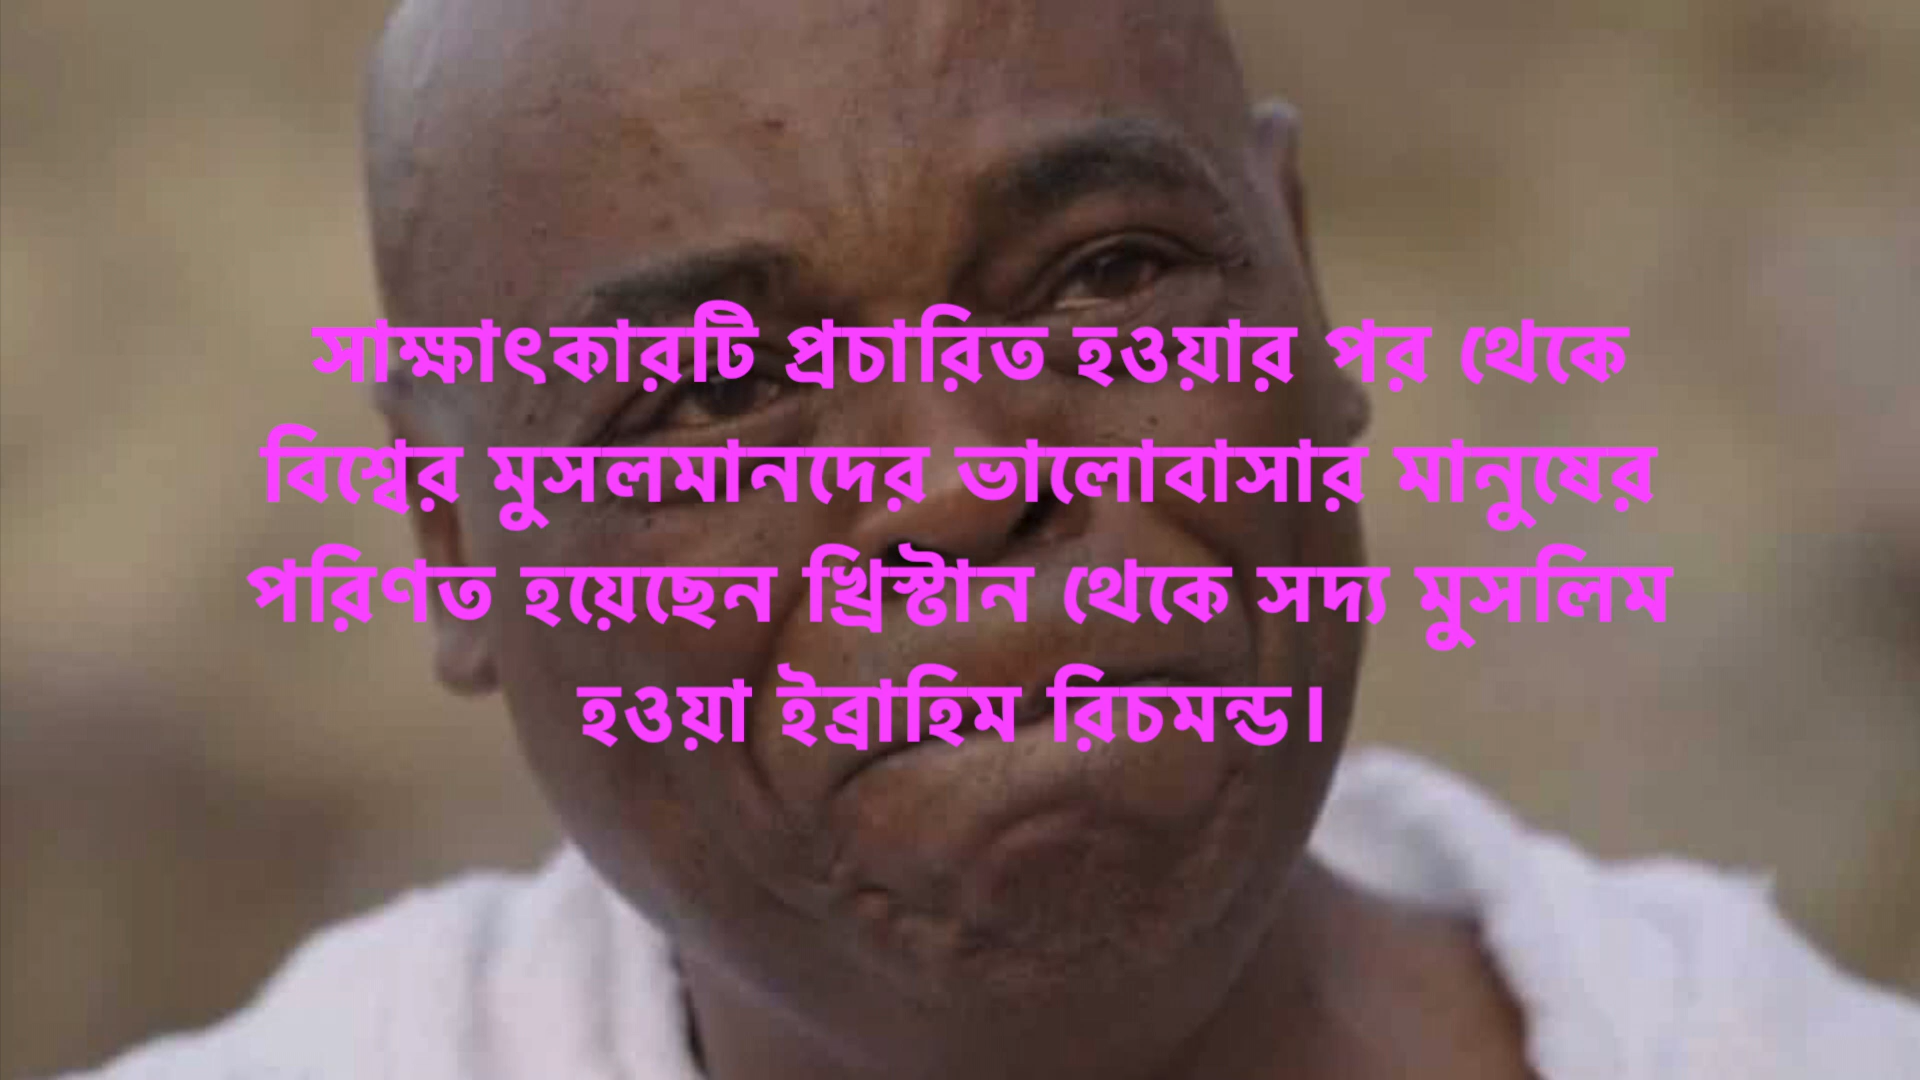 সাক্ষাৎকারটি প্রচারিত হওয়ার পর থেকে
বিশ্বের মুসলমানদের ভালোবাসার মানুষের
পরিণত হয়েছেন খ্রিস্টান থেকে সদ্য মুসলিম
হওয়া ইব্রাহিম রিচমন্ড।